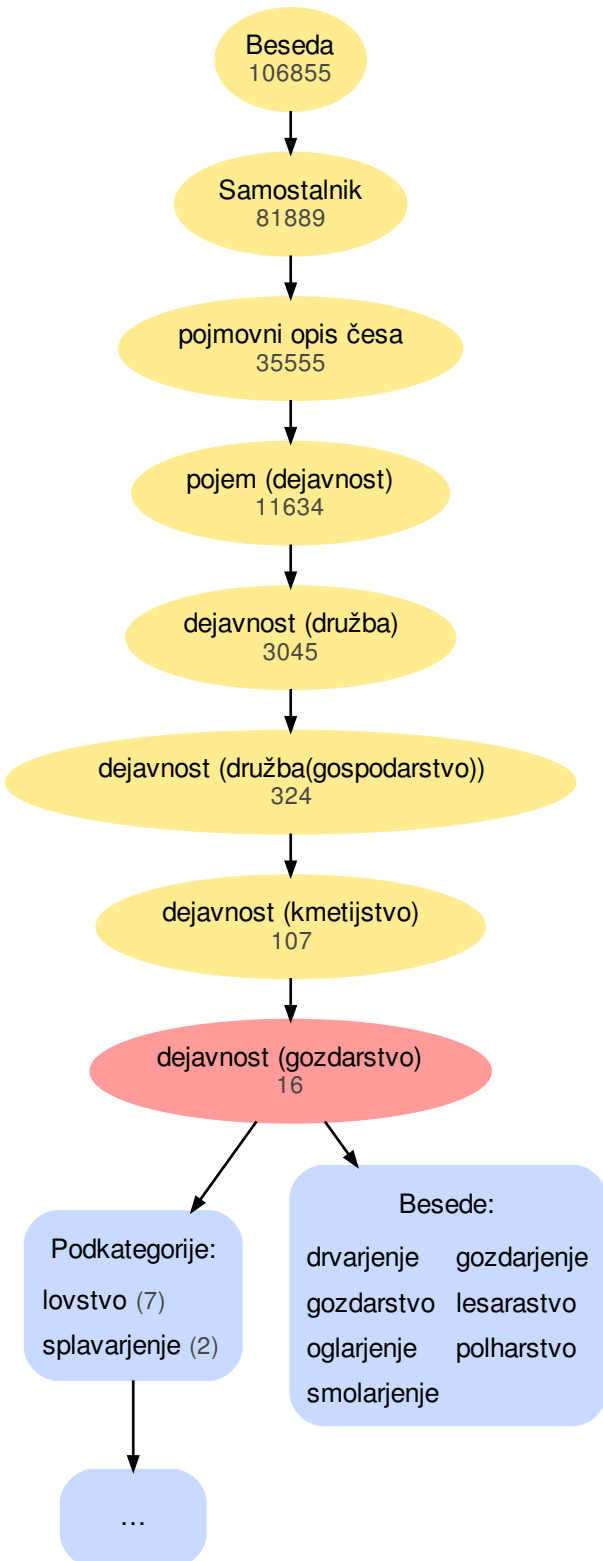 Beseda
106855
Samostalnik
81889
pojmovni opis česa
35555
pojem (dejavnost)
11634
dejavnost (družba)
3045
dejavnost (družba(gospodarstvo))
324
dejavnost (kmetijstvo)
107
dejavnost (gozdarstvo)
16
Podkategorije:
lovstvo (7)
splavarjenje (2)
...
Besede:
drvarjenje gozdarjenje
gozdarstvo lesarastvo
oglarjenje polharstvo
smolarjenje